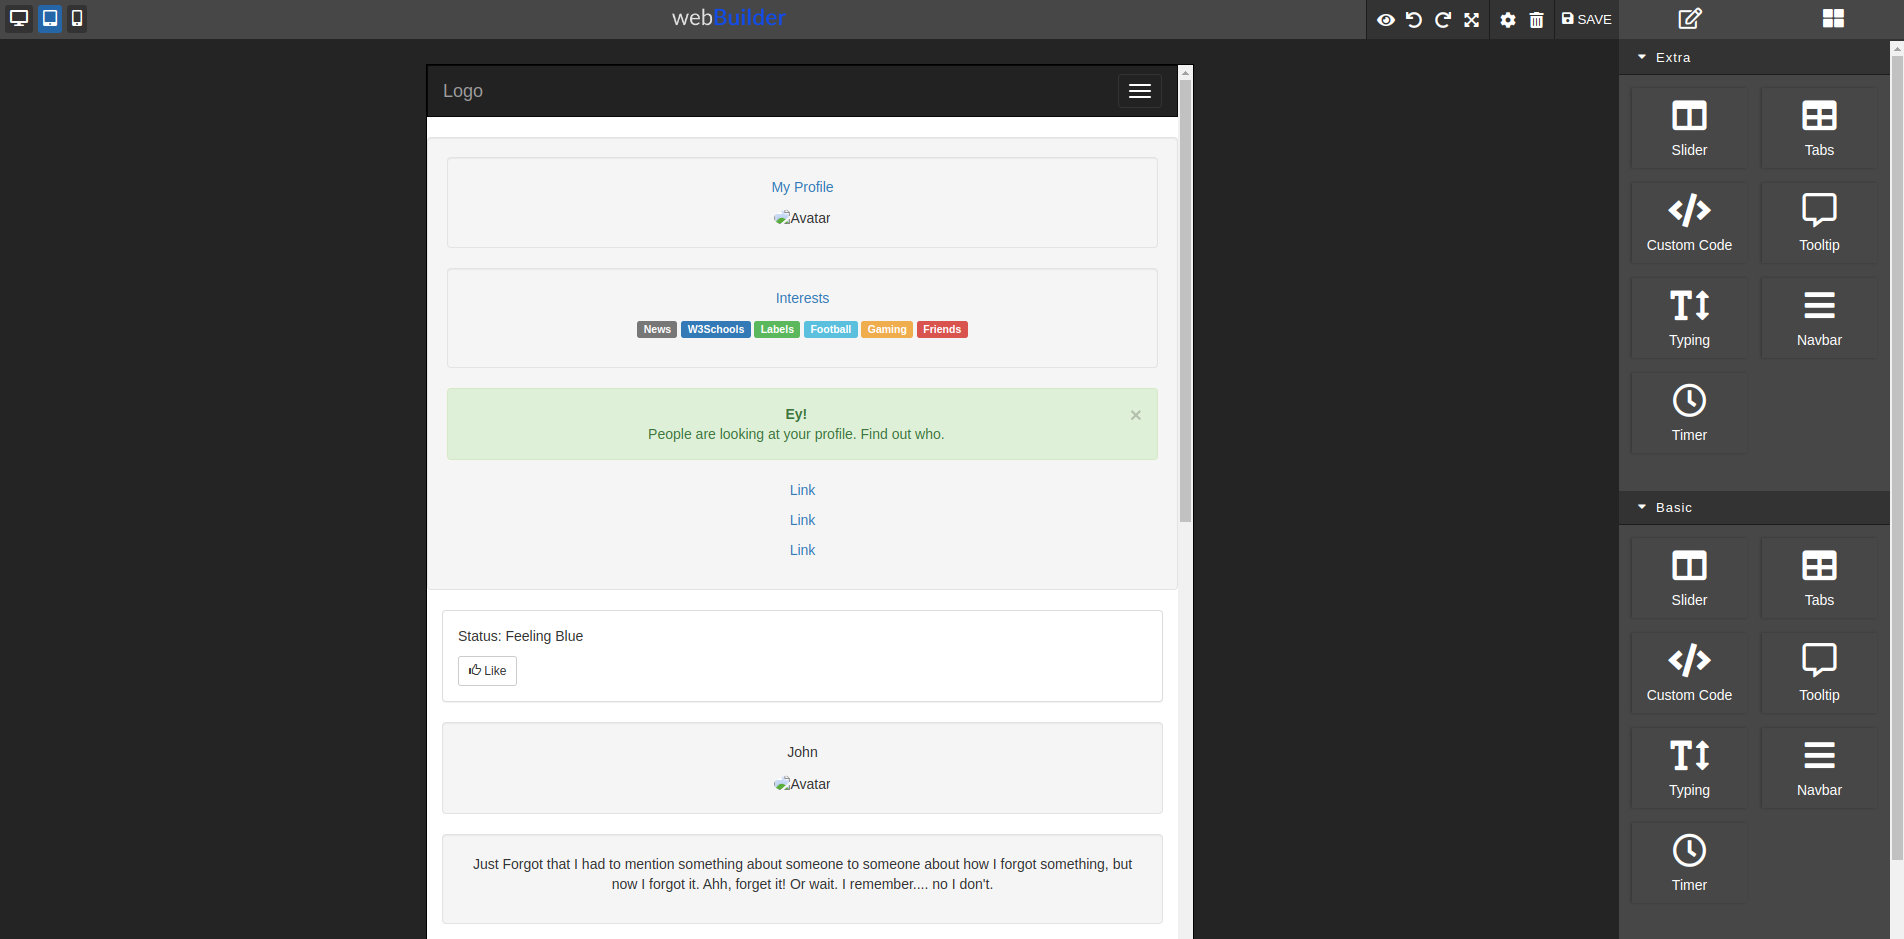 webBuilder
SAVE
Logo
My Profile
Avatar
Interests
News W3Schools Labels Football Gaming Friends
Ey!
×
People are looking at your profile. Find out who.
Link
Link
Link
Status: Feeling Blue
Like
John
Avatar
Just Forgot that I had to mention something about someone to someone about how I forgot something, but
now I forgot it. Ahh, forget it! Or wait. I remember.... no I don't.
Extra
Slider
Tabs
Custom Code
Tooltip
Typing
Navbar
Timer
Basic
Slider
Tabs
Custom Code
Tooltip
Typing
Navbar
Timer